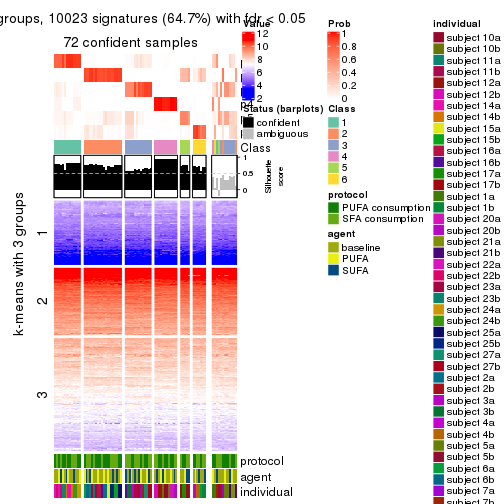 groups, 10023 signatures (64.7%) with fdr < 0.05
72 confident samples
k-means with 3 groups
1
2
3
Class
1
0.5
0
Silhouette
score
protocol
agent
individual
Value
12
10
8
6
4
2
Status (barplots)
confident
ambiguous
Prob
1
0.8
0.6
0.4
0.2
0
Class
1
2
3
4
5
6
protocol
PUFA consumption
SFA consumption
agent
baseline
PUFA
SUFA
individual
subject 10a
subject 10b
subject 11a
subject 11b
subject 12a
subject 12b
subject 14a
subject 14b
subject 15a
subject 15b
subject 16a
subject 16b
subject 17a
subject 17b
subject 1a
subject 1b
subject 20a
subject 20b
subject 21a
subject 21b
subject 22a
subject 22b
subject 23a
subject 23b
subject 24a
subject 24b
subject 25a
subject 25b
subject 27a
subject 27b
subject 2a
subject 2b
subject 3a
subject 3b
subject 4a
subject 4b
subject 5a
subject 5b
subject 6a
subject 6b
subject 7a
subject 7b